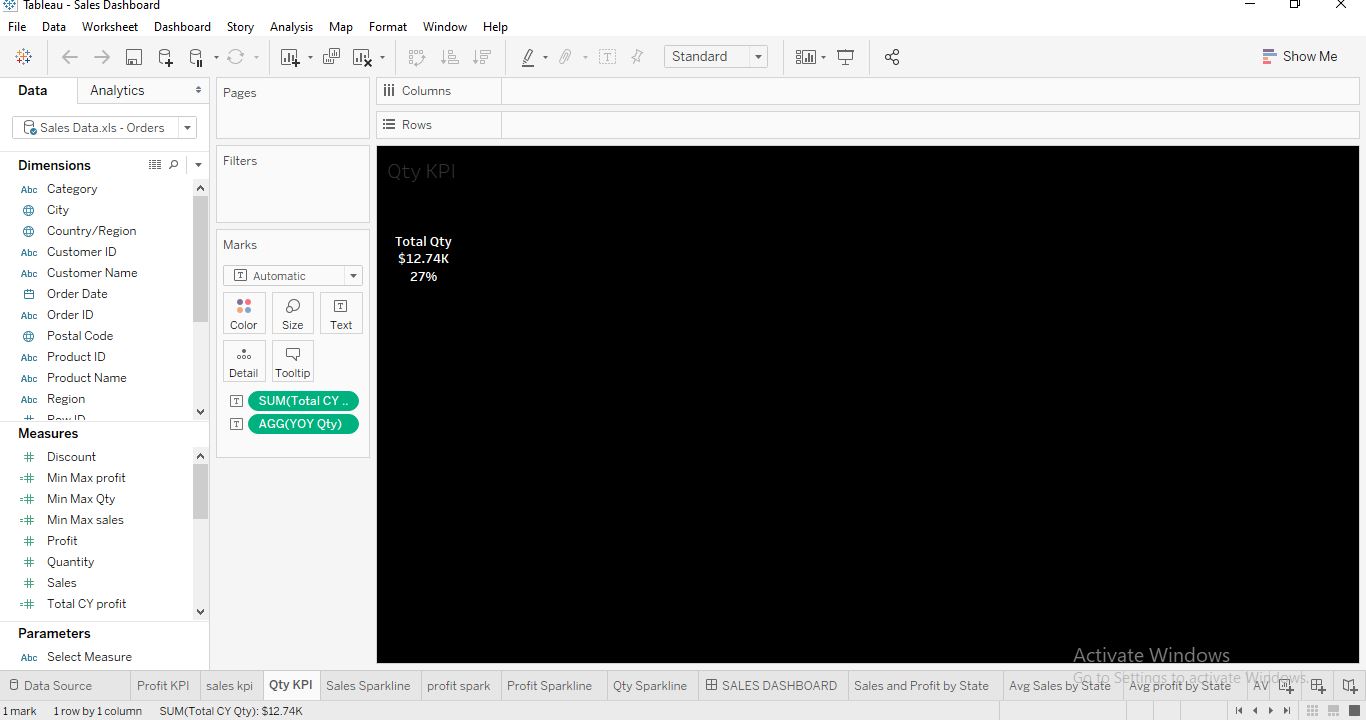 Tableau - Sales Dashboard
File Data Worksheet Dashboard Story Analysis Map Format Window Help
Standard
Show Me
Data Analytics
Sales Data.xls - Orders
Dimensions
Abc Category
City
Country/Region
Abc Customer ID
Abc Customer Name
Order Date
Abc Order ID
Postal Code
Abc Product ID
Abc Product Name
Abc Region
Row ID
Measures
# Discount
=# Min Max profit
=# Min Max Qty
=# Min Max sales
# Profit
# Quantity
# Sales
=# Total CY profit
Parameters
Abc Select Measure
Pages
Filters
Marks
T Automatic
Color Size T Text
Detail Tooltip
T SUM(Total CY ..
T AGG(YOY Qty)
Columns
Rows
Qty KPI
Total Qty
$12.74K
27%
Activate Windows
Go to Settings to activate Windows.
Data Source Profit KPI sales kpi Qty KPI Sales Sparkline profit spark Profit Sparkline Qty Sparkline SALES DASHBOARD Sales and Profit by State Avg Sales by State Avg profit by State AV
1 mark 1 row by 1 column SUM(Total CY Qty): $12.74K